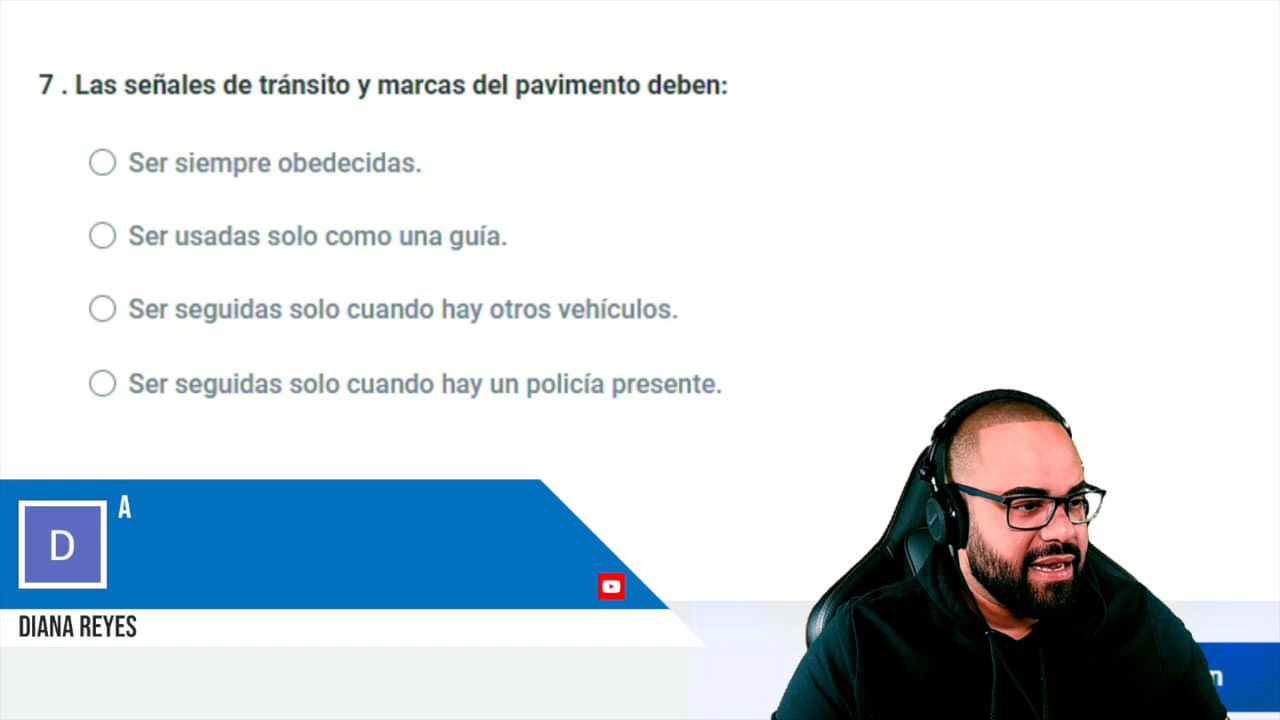 7 . Las señales de tránsito y marcas del pavimento deben:
Ser siempre obedecidas.
Ser usadas solo como una guía.
Ser seguidas solo cuando hay otros vehículos.
Ser seguidas solo cuando hay un policía presente.
A
D
DIANA REYES